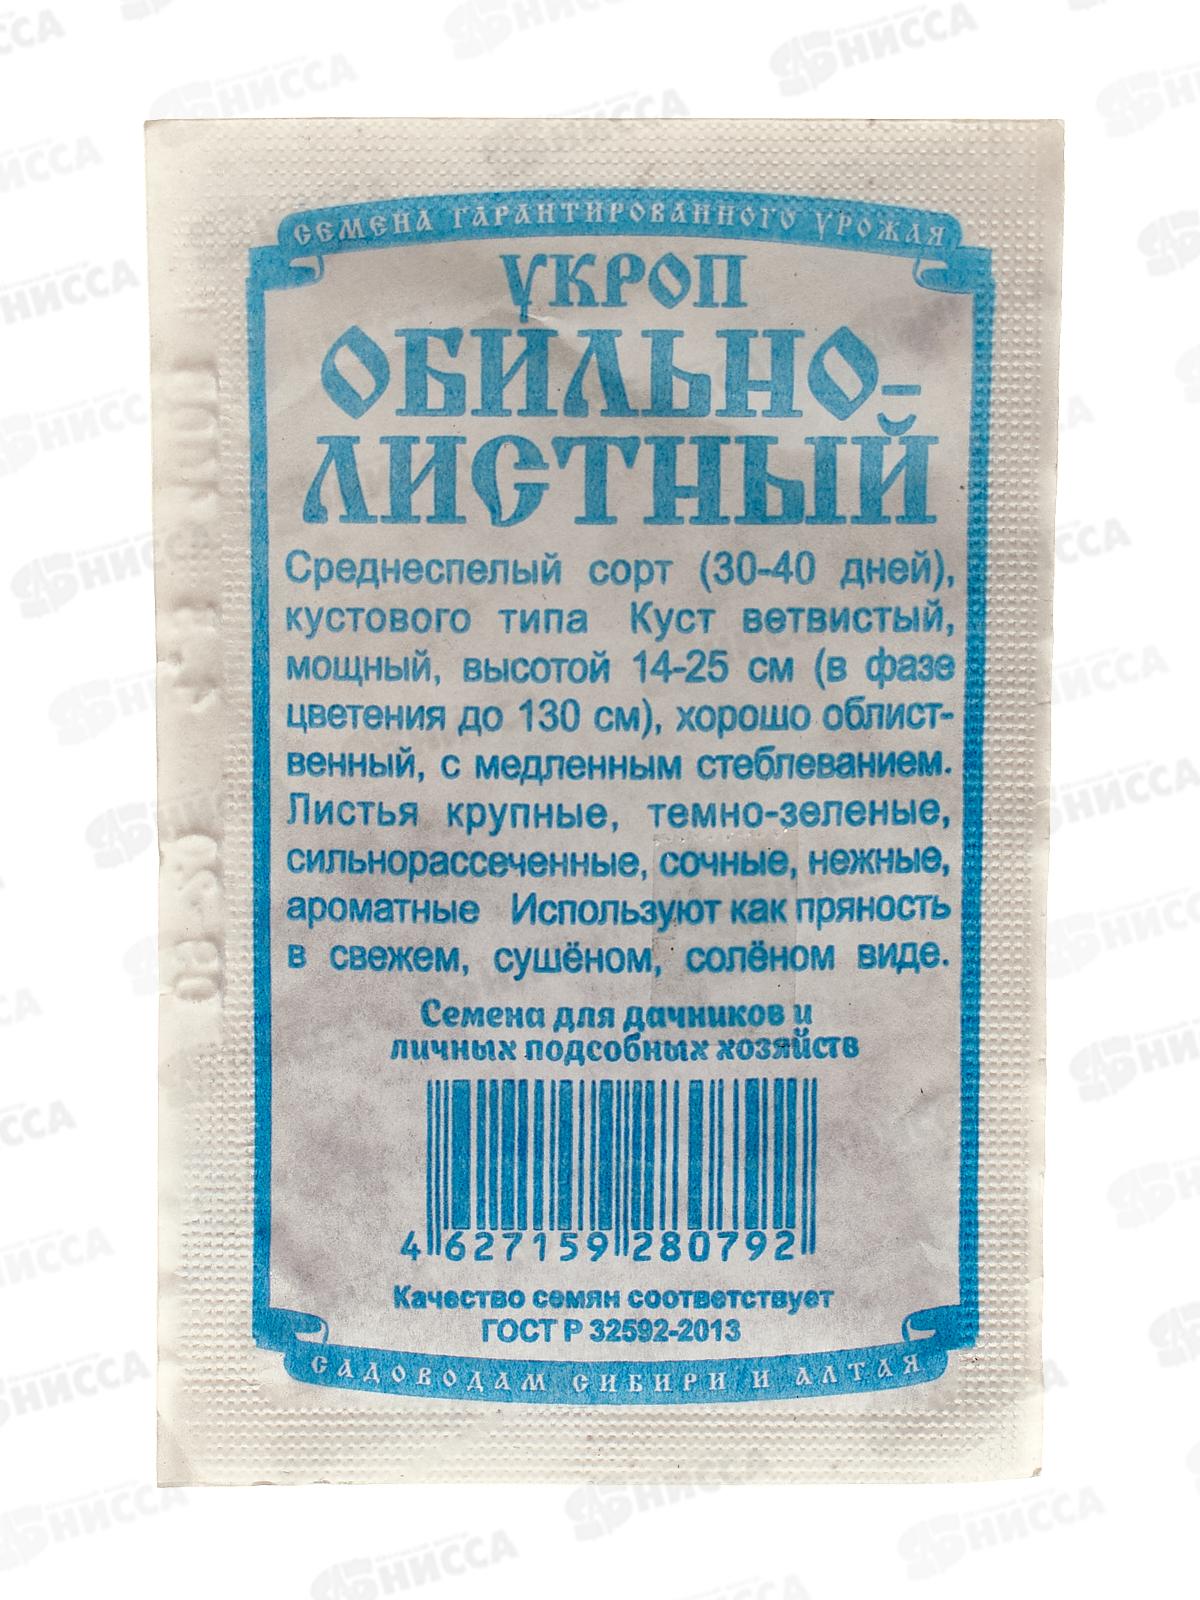 СЕМЕНА ГАРАНТИРОВАННОГО УРОЖАЯ
УКРОП
ОБИЛЬНО-
ЛИСТНЫЙ
Среднеспелый сорт (30-40 дней),
кустового типа Куст ветвистый,
мощный, высотой 14-25 см (в фазе
цветения до 130 см), хорошо облист-
венный, с медленным стеблеванием.
Листья крупные, темно-зеленые,
сильнорассеченные, сочные, нежные,
ароматные Используют как пряность
в свежем, сушёном, солёном виде.
Семена для дачников и
личных подсобных хозяйств
4 627159 280792
Качество семян соответствует
ГОСТ Р 32592-2013
САДОВОДАМ СИБИРИ И АЛТАЯ
НИССА